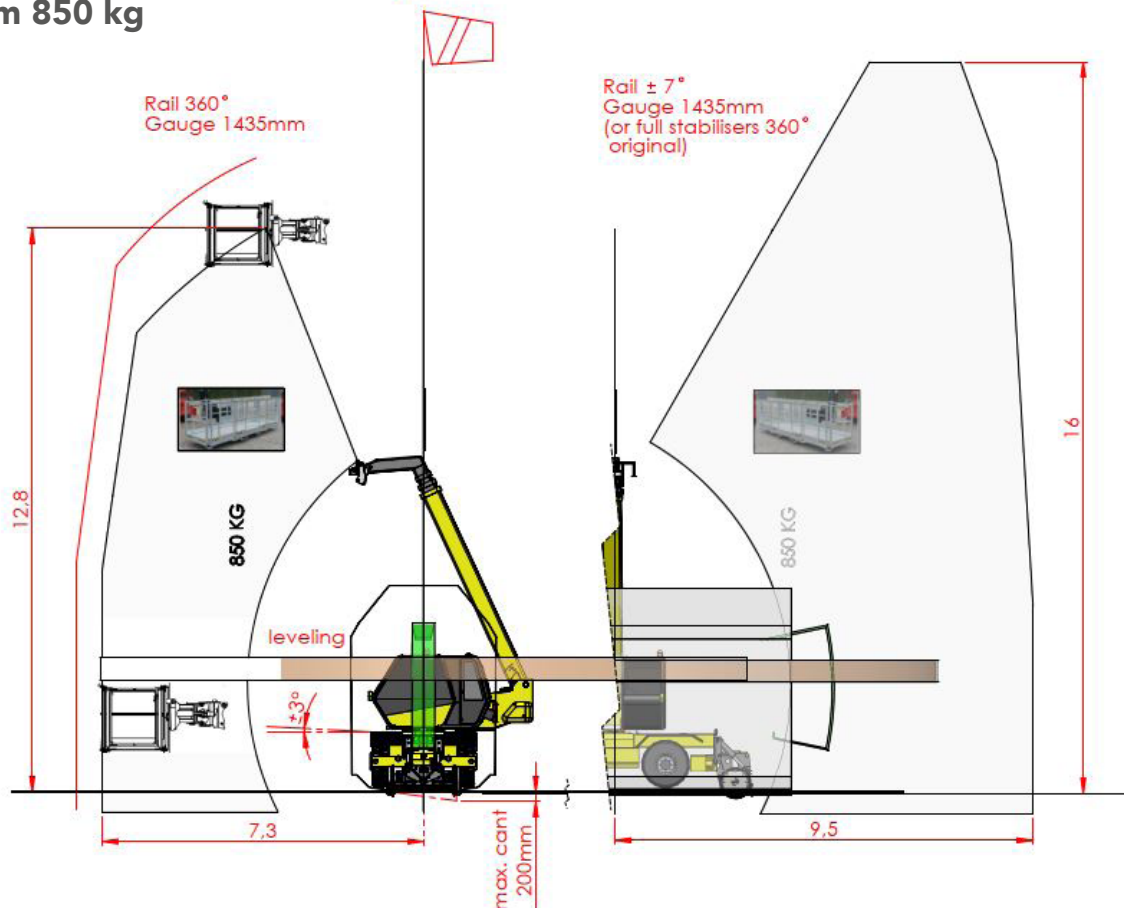 m 850 kg
Rail 360°
Gauge 1435mm
Rail ± 7°
Gauge 1435mm
(or full stabilisers 360°
original)
12,8
850 KG
leveling
±3°
7,3
max. cant
200mm
850 KG
16
9,5